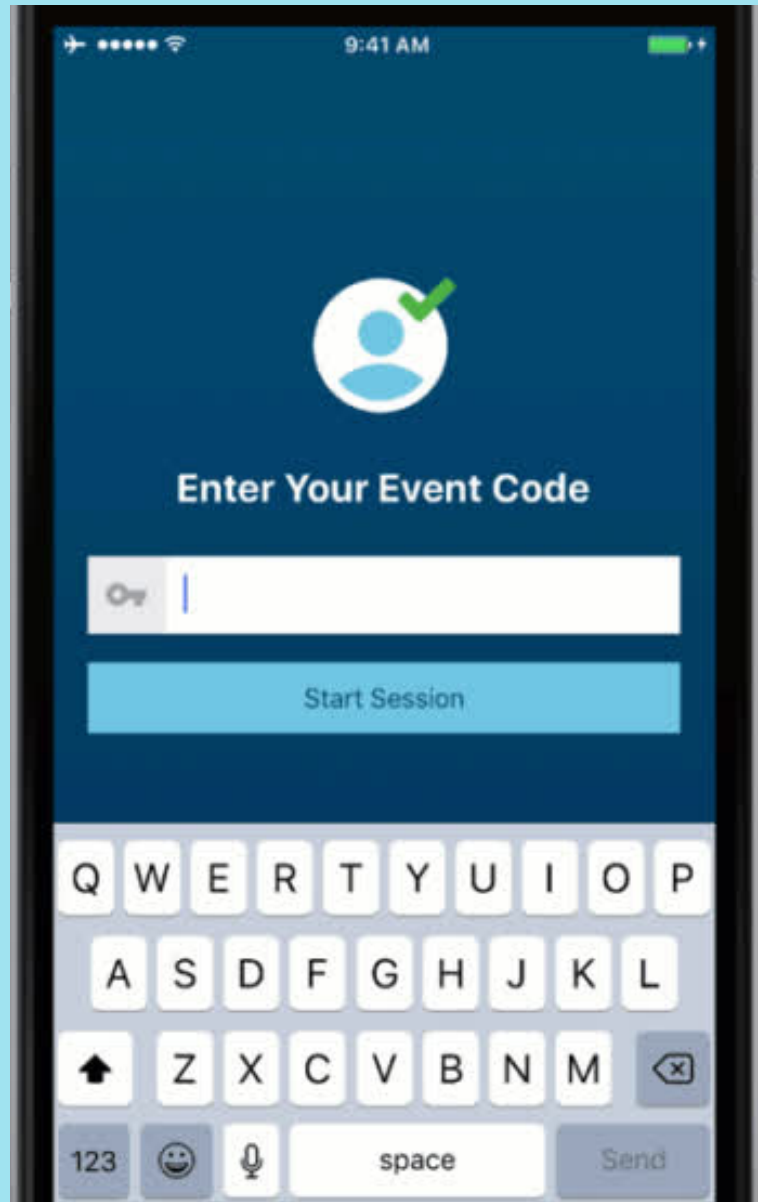 9:41 AM
Enter Your Event Code
Start Session
Q W E R T Y U I O P
A S D F G H J K L
Z X C V B N M
123 space Send